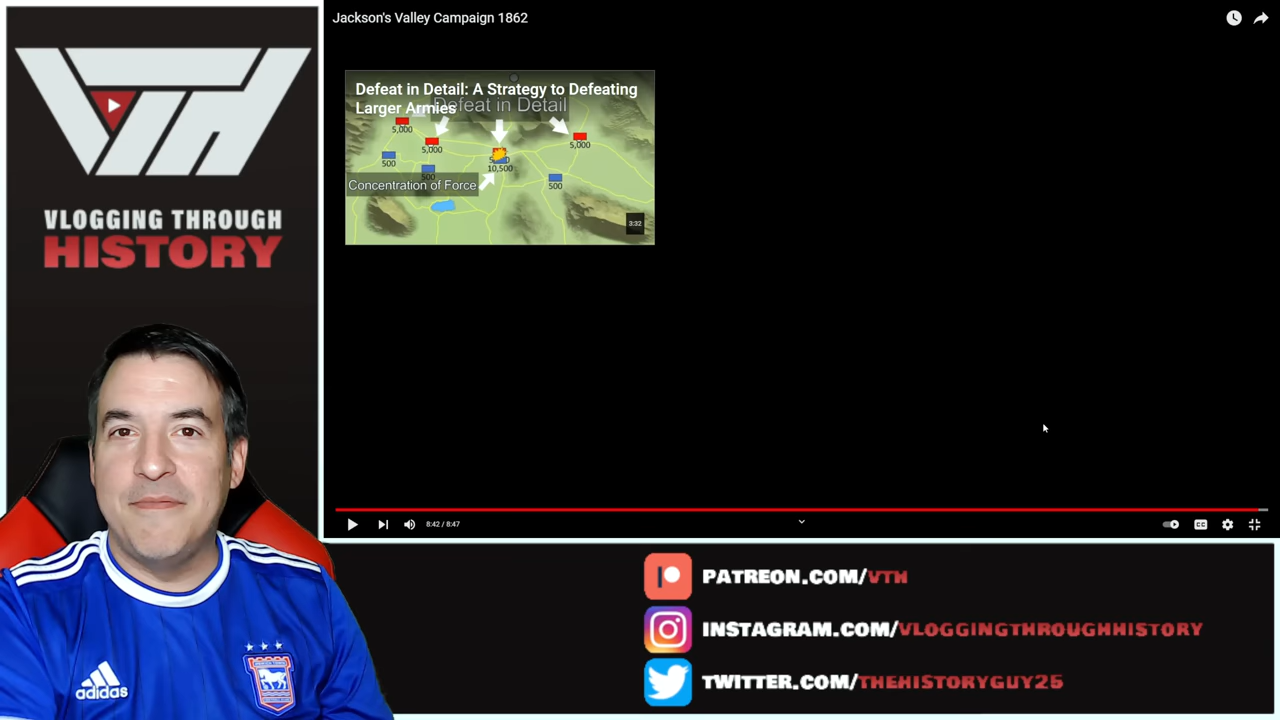 Jackson's Valley Campaign 1862
Defeat in Detail: A Strategy to Defeating
Larger Armies
Defeat in Detail
5,000
5,000
5,000
500
10,500
500
500
Concentration of Force
3:32
VTH
VLOGGING THROUGH
HISTORY
8:42 / 8:47
CC
adidas
PATREON.COM/VTH
INSTAGRAM.COM/VLOGGINGTHROUGHHISTORY
TWITTER.COM/THEHISTORYGUY25